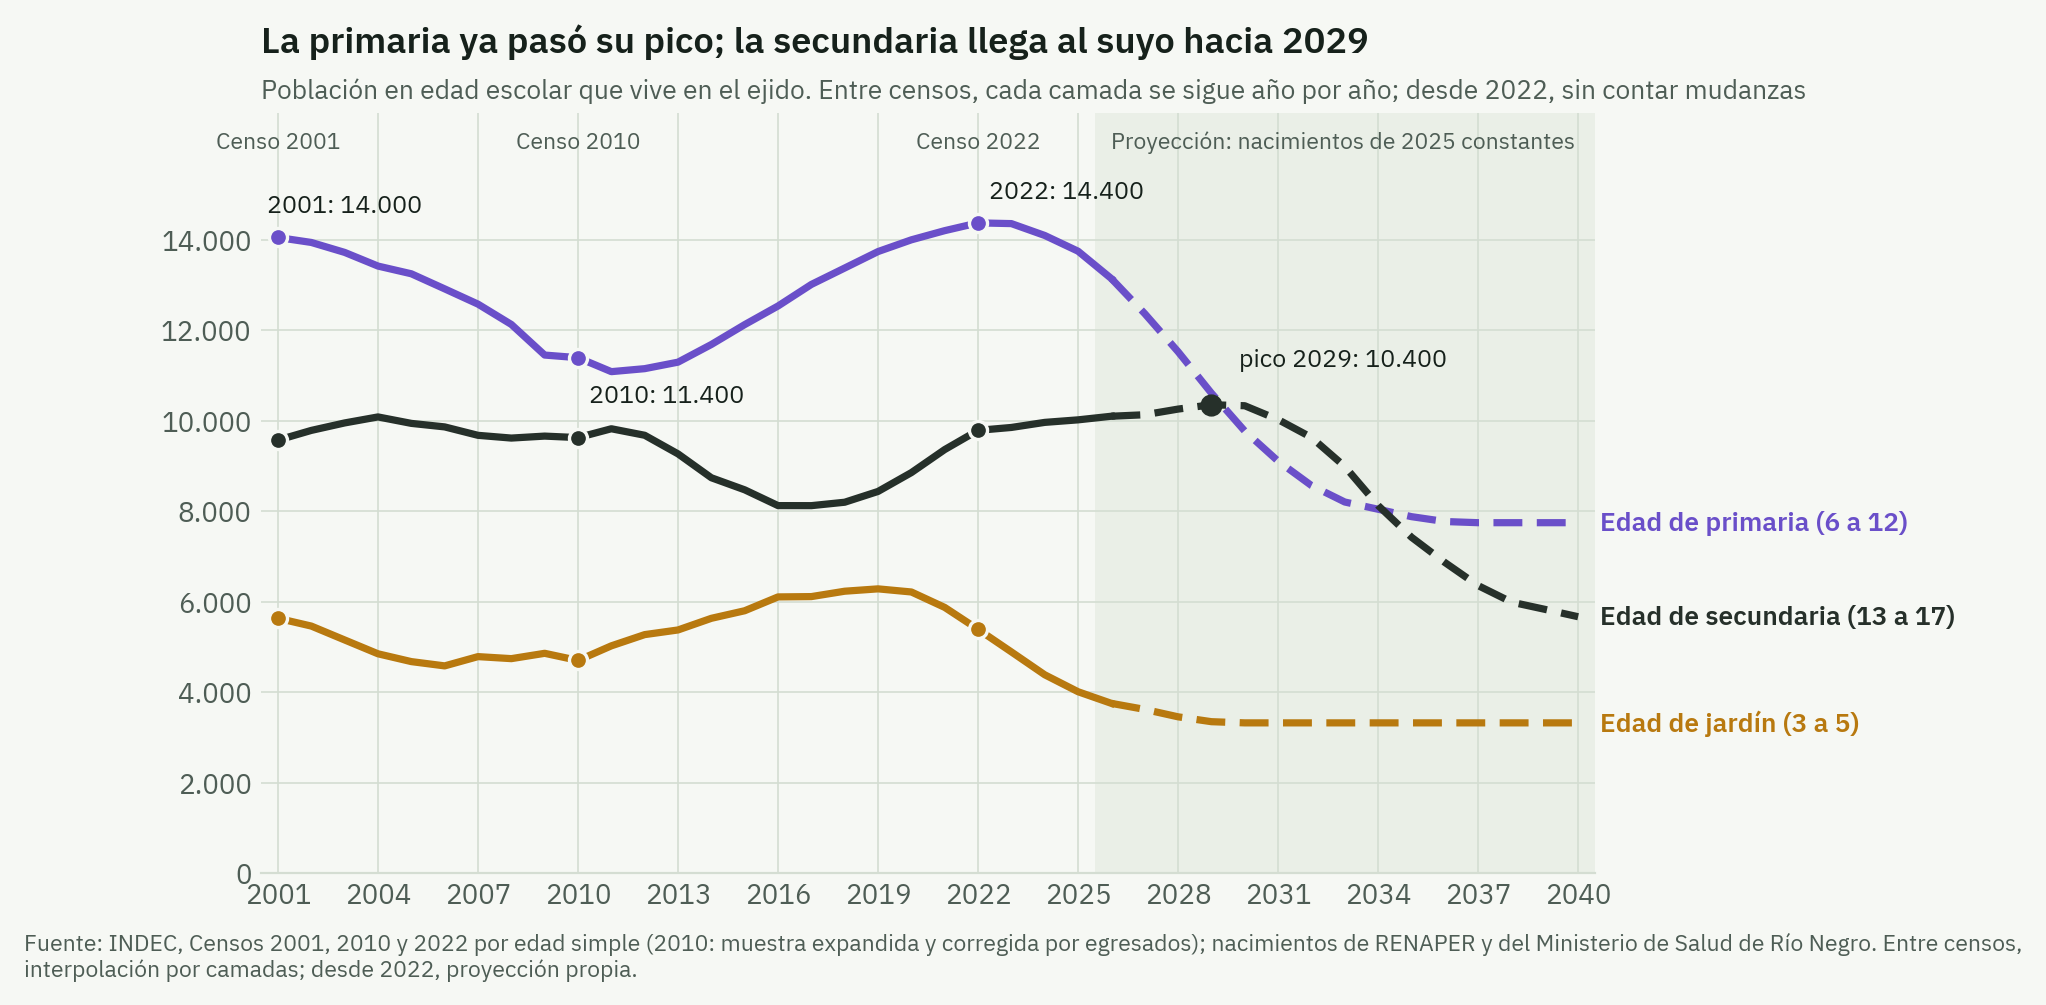 La primaria ya pasó su pico; la secundaria llega al suyo hacia 2029
Población en edad escolar que vive en el ejido. Entre censos, cada camada se sigue año por año; desde 2022, sin contar mudanzas
Censo 2001
Censo 2010
Censo 2022
Proyección: nacimientos de 2025 constantes
2001: 14.000
2022: 14.400
14.000
12.000
pico 2029: 10.400
2010: 11.400
10.000
8.000
Edad de primaria (6 a 12)
6.000
Edad de secundaria (13 a 17)
4.000
Edad de jardín (3 a 5)
2.000
0
2001 2004 2007 2010 2013 2016 2019 2022 2025 2028 2031 2034 2037 2040
Fuente: INDEC, Censos 2001, 2010 y 2022 por edad simple (2010: muestra expandida y corregida por egresados); nacimientos de RENAPER y del Ministerio de Salud de Río Negro. Entre censos,
interpolación por camadas; desde 2022, proyección propia.